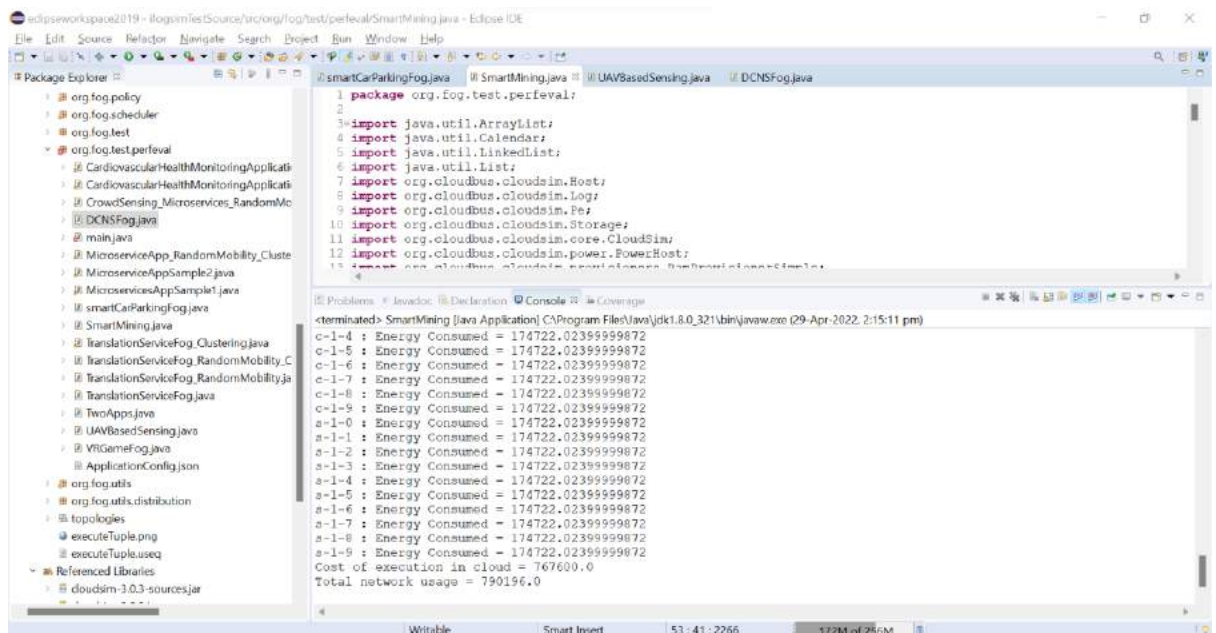 eclipseworkspace2019 - ifogsimTestSource/src/org/fog/test/perfeval/SmartMining.java - Eclipse IDE
File Edit Source Refactor Navigate Search Project Run Window Help
Package Explorer
org.fog.policy
org.fog.scheduler
org.fog.test
org.fog.test.perfeval
CardiovascularHealthMonitoringApplicati
CardiovascularHealthMonitoringApplicati
CrowdSensing_Microservices_RandomMo
DCNSFog.java
main.java
MicroserviceApp_RandomMobility_Cluste
MicroserviceAppSample2.java
MicroservicesAppSample1.java
smartCarParkingFog.java
SmartMining.java
TranslationServiceFog_Clustering.java
TranslationServiceFog_RandomMobility_C
TranslationServiceFog_RandomMobility.ja
TranslationServiceFog.java
TwoApps.java
UAVBasedSensing.java
VRGameFog.java
ApplicationConfig.json
org.fog.utils
org.fog.utils.distribution
topologies
executeTuple.png
executeTuple.useq
Referenced Libraries
cloudsim-3.0.3-sources.jar
smartCarParkingFog.java SmartMining.java UAVBasedSensing.java DCNSFog.java
1 package org.fog.test.perfeval;
2
3 import java.util.ArrayList;
4 import java.util.Calendar;
5 import java.util.LinkedList;
6 import java.util.List;
7 import org.cloudbus.cloudsim.Host;
8 import org.cloudbus.cloudsim.Log;
9 import org.cloudbus.cloudsim.Pe;
10 import org.cloudbus.cloudsim.Storage;
11 import org.cloudbus.cloudsim.core.CloudSim;
12 import org.cloudbus.cloudsim.power.PowerHost;
13 import org.cloudbus.cloudsim.provisioners.RamProvisionerSimple;
Problems Javadoc Declaration Console Coverage
<terminated> SmartMining [Java Application] C:\Program Files\Java\jdk1.8.0_321\bin\javaw.exe (29-Apr-2022, 2:15:11 pm)
c-1-4 : Energy Consumed = 174722.02399999872
c-1-5 : Energy Consumed = 174722.02399999872
c-1-6 : Energy Consumed = 174722.02399999872
c-1-7 : Energy Consumed = 174722.02399999872
c-1-8 : Energy Consumed = 174722.02399999872
c-1-9 : Energy Consumed = 174722.02399999872
s-1-0 : Energy Consumed = 174722.02399999872
s-1-1 : Energy Consumed = 174722.02399999872
s-1-2 : Energy Consumed = 174722.02399999872
s-1-3 : Energy Consumed = 174722.02399999872
s-1-4 : Energy Consumed = 174722.02399999872
s-1-5 : Energy Consumed = 174722.02399999872
s-1-6 : Energy Consumed = 174722.02399999872
s-1-7 : Energy Consumed = 174722.02399999872
s-1-8 : Energy Consumed = 174722.02399999872
s-1-9 : Energy Consumed = 174722.02399999872
Cost of execution in cloud = 767600.0
Total network usage = 790196.0
Writable Smart Insert 53 : 41 : 2266 172M of 256M